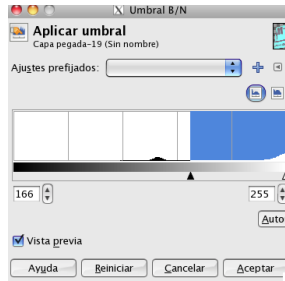 Umbral B/N
Aplicar umbral
Capa pegada-19 (Sin nombre)
Ajustes prefijados:
166
255
Auto
Vista previa
Ayuda Reiniciar Cancelar Aceptar